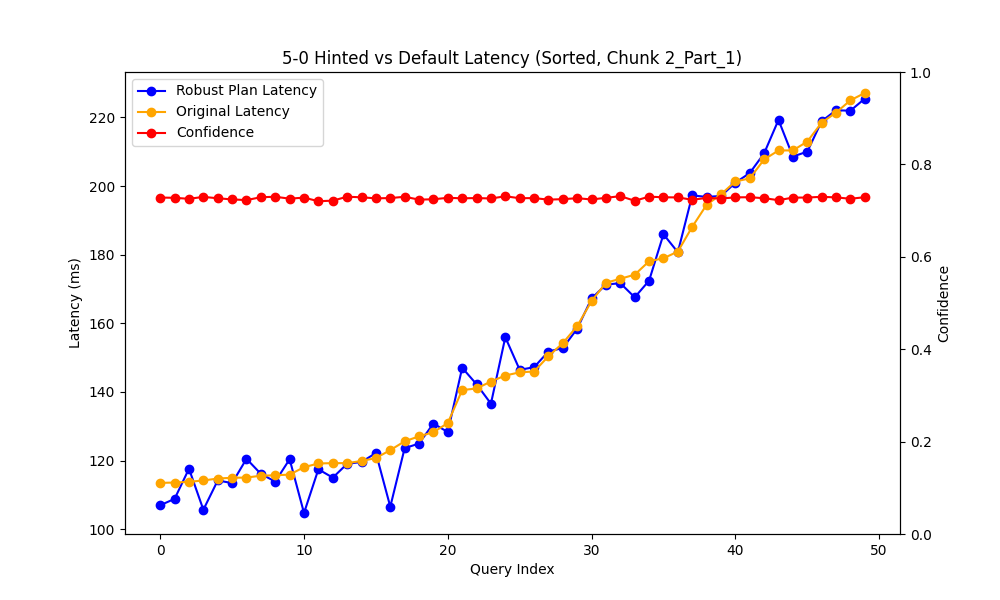 5-0 Hinted vs Default Latency (Sorted, Chunk 2_Part_1)
Robust Plan Latency
Original Latency
Confidence
Latency (ms)
220
200
180
160
140
120
100
1.0
0.8
0.6
0.4
0.2
0.0
Confidence
0 10 20 30 40 50
Query Index